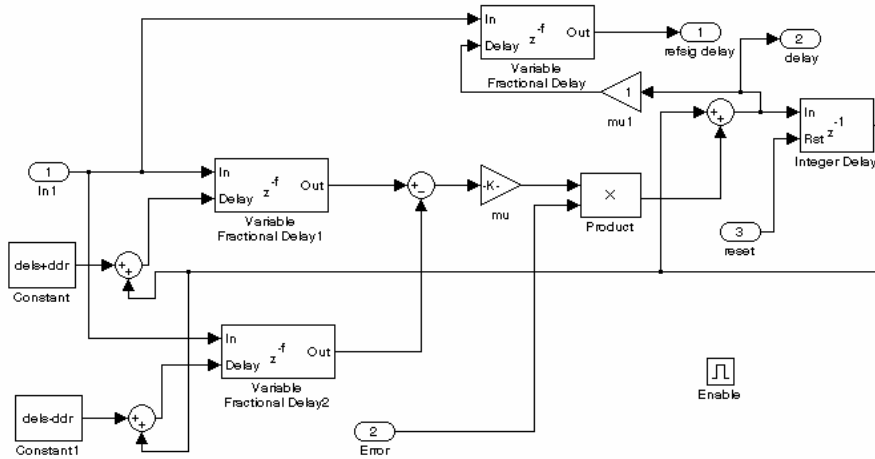 In
Delay
z
-f
Out
Variable
Fractional Delay
1
refsig delay
2
delay
1
mu1
+
+
In
Rst
z
-1
Integer Delay
1
In1
In
Delay
z
-f
Out
Variable
Fractional Delay1
+
-
-K-
mu
×
Product
3
reset
dels+ddr
Constant
+
+
In
Delay
z
-f
Out
Variable
Fractional Delay2
dels-ddr
Constant1
+
+
2
Error
Enable